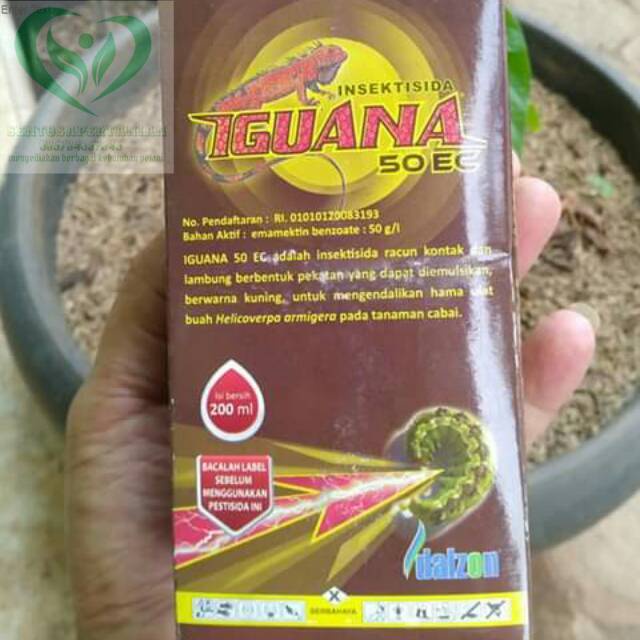 INSEKTISIDA
IGUANA
50 EC
No. Pendaftaran : RI. 01010120083193
Bahan Aktif : emamektin benzoate : 50 g/l
IGUANA 50 EC adalah insektisida racun kontak dan
lambung berbentuk pekatan yang dapat diemulsikan,
berwarna kuning, untuk mengendalikan hama ulat
buah Helicoverpa armigera pada tanaman cabai.
Isi bersih
200 ml
BACALAH LABEL
SEBELUM
MENGGUNAKAN
PESTISIDA INI
dalzon
X
BERBAHAYA